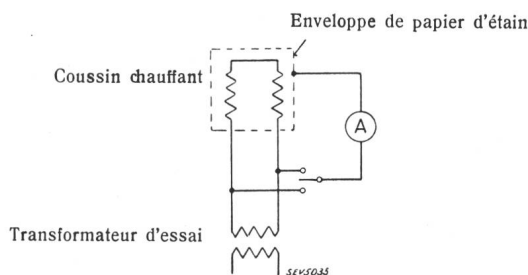 Enveloppe de papier d'étain
Coussin chauffant
A
Transformateur d'essai
SEV5035